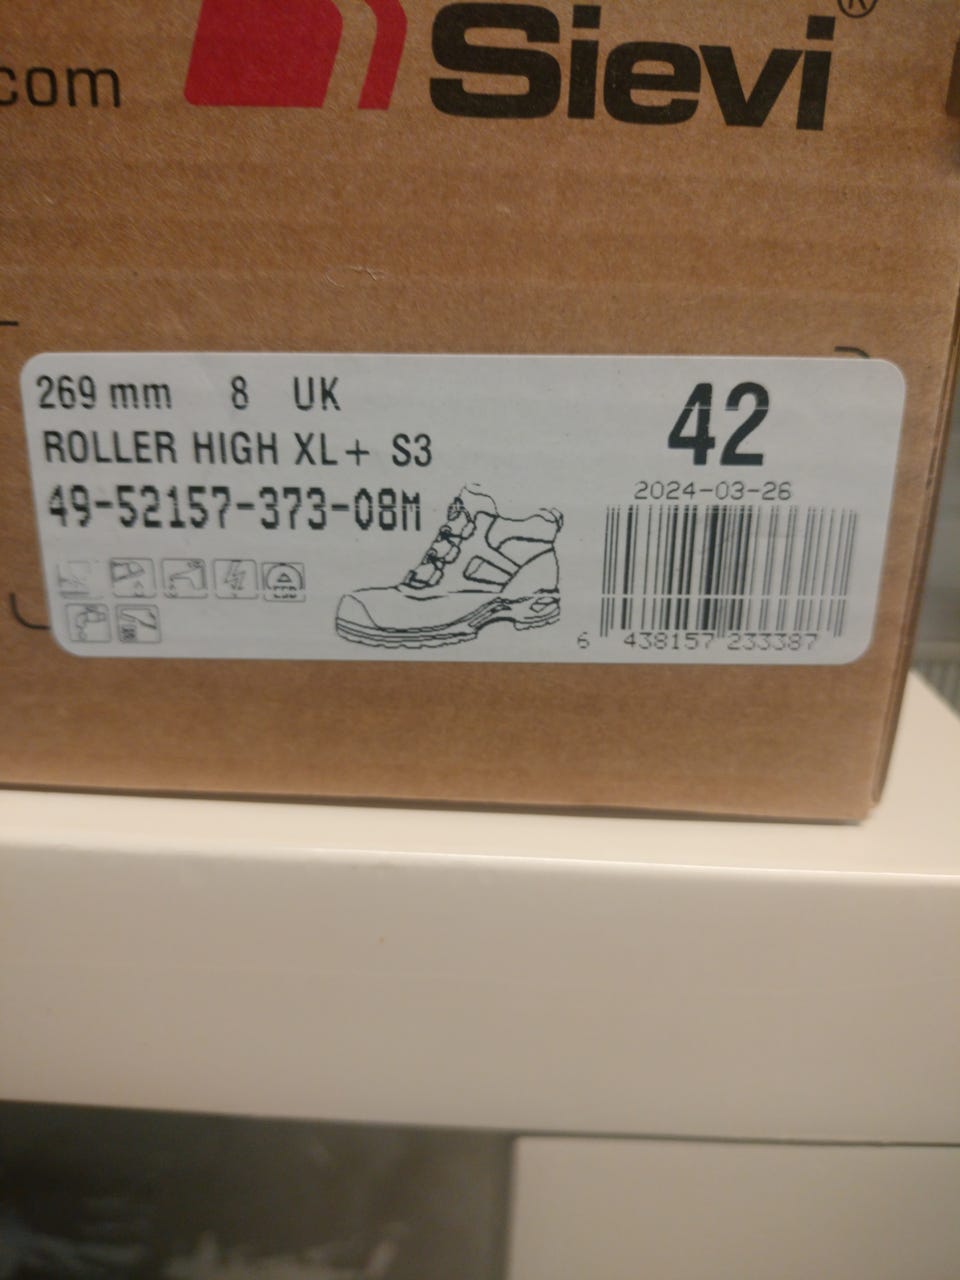 com
Sievi®
269 mm 8 UK
42
ROLLER HIGH XL+ S3
2024-03-26
49-52157-373-08M
6 438157 233387